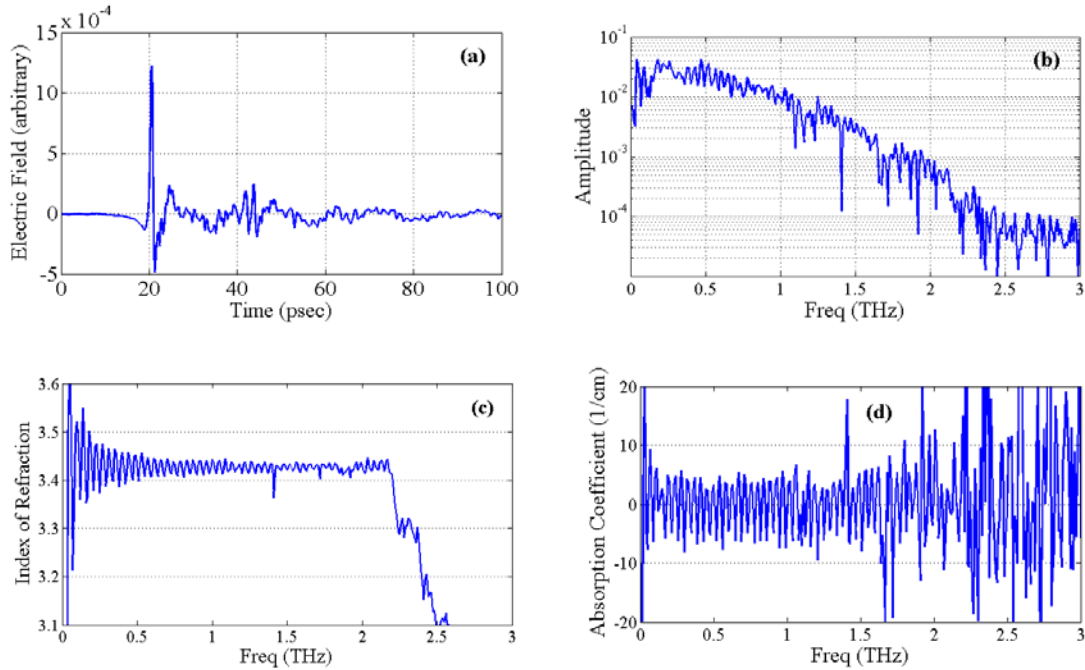 15 x 10⁻⁴
10
5
0
-5
0 20 40 60 80 100
Time (psec)
Electric Field (arbitrary)
(a)
10⁻¹
10⁻²
10⁻³
10⁻⁴
0 0.5 1 1.5 2 2.5 3
Freq (THz)
Amplitude
(b)
3.6
3.5
3.4
3.3
3.2
3.1
0 0.5 1 1.5 2 2.5 3
Freq (THz)
Index of Refraction
(c)
20
10
0
-10
-20
0 0.5 1 1.5 2 2.5 3
Freq (THz)
Absorption Coefficient (1/cm)
(d)